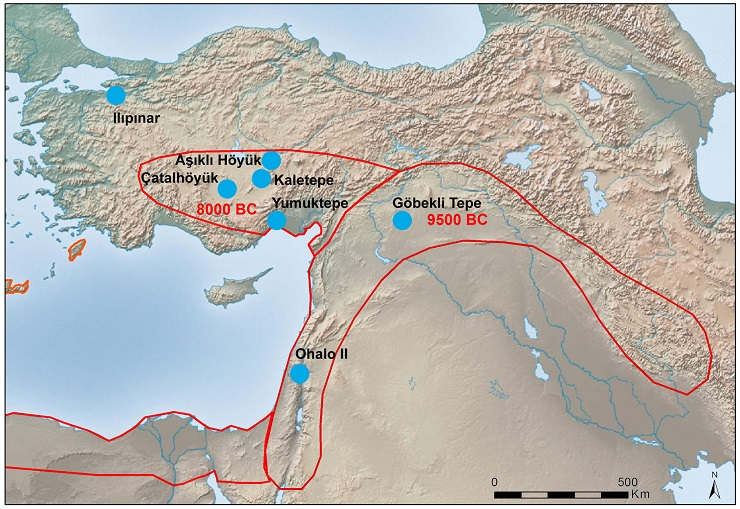 Ilıpınar
Aşıklı Höyük
Çatalhöyük
Kaletepe
8000 BC
Yumuktepe
Göbekli Tepe
9500 BC
Ohalo II
0
500
Km
N